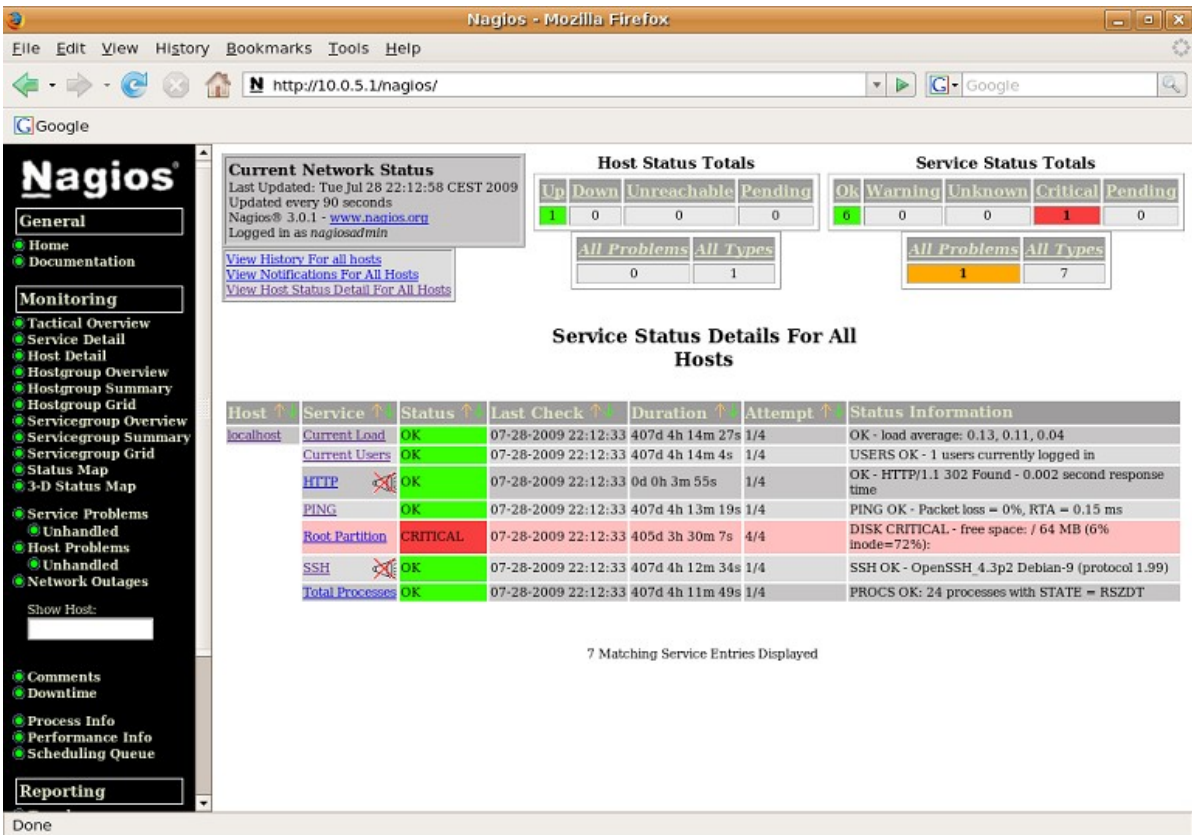 Nagios - Mozilla Firefox
File Edit View History Bookmarks Tools Help
N http://10.0.5.1/nagios/
G Google
Google
Nagios®
General
Home
Documentation
Monitoring
Tactical Overview
Service Detail
Host Detail
Hostgroup Overview
Hostgroup Summary
Hostgroup Grid
Servicegroup Overview
Servicegroup Summary
Servicegroup Grid
Status Map
3-D Status Map
Service Problems
Unhandled
Host Problems
Unhandled
Network Outages
Show Host:
Comments
Downtime
Process Info
Performance Info
Scheduling Queue
Reporting
Current Network Status
Last Updated: Tue Jul 28 22:12:58 CEST 2009
Updated every 90 seconds
Nagios® 3.0.1 - www.nagios.org
Logged in as nagiosadmin
View History For all hosts
View Notifications For All Hosts
View Host Status Detail For All Hosts
Host Status Totals
Up Down Unreachable Pending
1 0 0 0
All Problems All Types
0 1
Service Status Totals
Ok Warning Unknown Critical Pending
6 0 0 1 0
All Problems All Types
1 7
Service Status Details For All
Hosts
Host Service Status Last Check Duration Attempt Status Information
localhost Current Load OK 07-28-2009 22:12:33 407d 4h 14m 27s 1/4 OK - load average: 0.13, 0.11, 0.04
Current Users OK 07-28-2009 22:12:33 407d 4h 14m 4s 1/4 USERS OK - 1 users currently logged in
HTTP OK 07-28-2009 22:12:33 0d 0h 3m 55s 1/4 OK - HTTP/1.1 302 Found - 0.002 second response
time
PING OK 07-28-2009 22:12:33 407d 4h 13m 19s 1/4 PING OK - Packet loss = 0%, RTA = 0.15 ms
Root Partition CRITICAL 07-28-2009 22:12:33 405d 3h 30m 7s 4/4 DISK CRITICAL - free space: / 64 MB (6%
inode=72%):
SSH OK 07-28-2009 22:12:33 407d 4h 12m 34s 1/4 SSH OK - OpenSSH_4.3p2 Debian-9 (protocol 1.99)
Total Processes OK 07-28-2009 22:12:33 407d 4h 11m 49s 1/4 PROCS OK: 24 processes with STATE = RSZDT
7 Matching Service Entries Displayed
Done